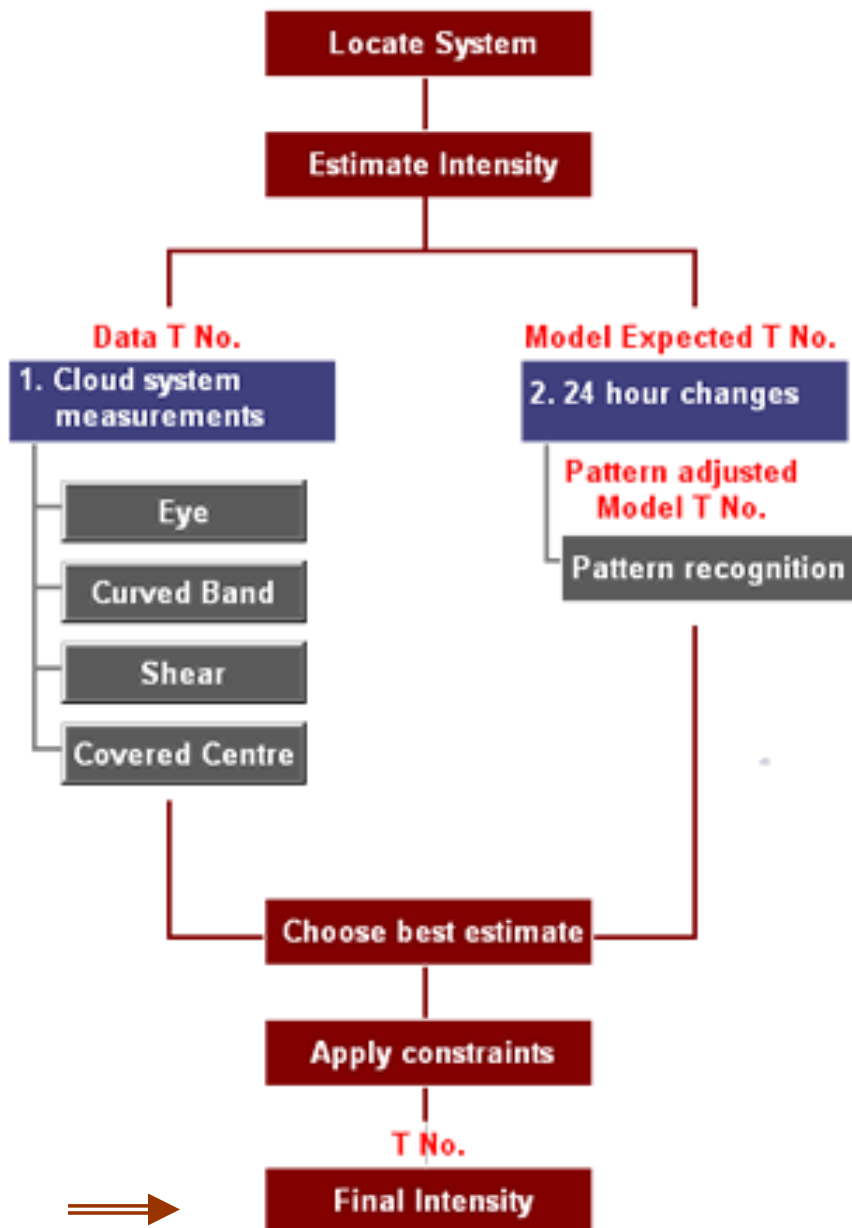 Locate System
Estimate Intensity
Data T No.
1. Cloud system
measurements
Eye
Curved Band
Shear
Covered Centre
Model Expected T No.
2. 24 hour changes
Pattern adjusted
Model T No.
Pattern recognition
Choose best estimate
Apply constraints
T No.
Final Intensity